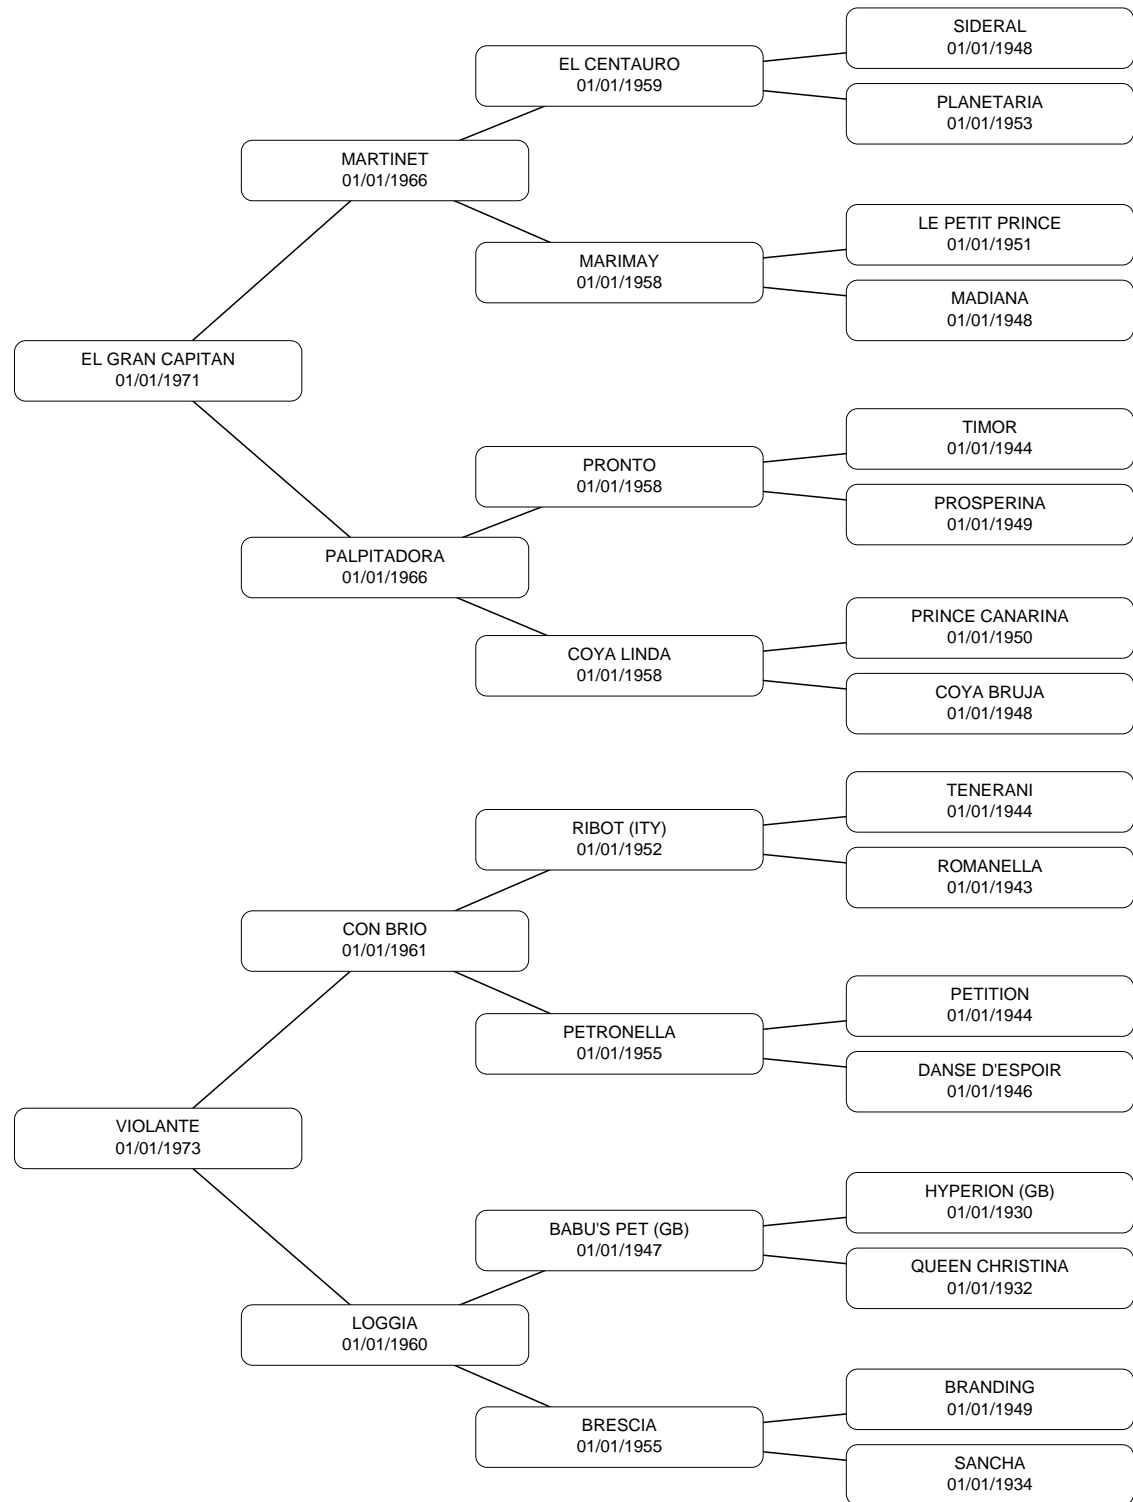 SIDERAL
01/01/1948
EL CENTAURO
01/01/1959
PLANETARIA
01/01/1953
MARTINET
01/01/1966
LE PETIT PRINCE
01/01/1951
MARIMAY
01/01/1958
MADIANA
01/01/1948
EL GRAN CAPITAN
01/01/1971
TIMOR
01/01/1944
PRONTO
01/01/1958
PROSPERINA
01/01/1949
PALPITADORA
01/01/1966
PRINCE CANARINA
01/01/1950
COYA LINDA
01/01/1958
COYA BRUJA
01/01/1948
TENERANI
01/01/1944
RIBOT (ITY)
01/01/1952
ROMANELLA
01/01/1943
CON BRIO
01/01/1961
PETITION
01/01/1944
PETRONELLA
01/01/1955
DANSE D'ESPOIR
01/01/1946
VIOLANTE
01/01/1973
HYPERION (GB)
01/01/1930
BABU'S PET (GB)
01/01/1947
QUEEN CHRISTINA
01/01/1932
LOGGIA
01/01/1960
BRANDING
01/01/1949
BRESCIA
01/01/1955
SANCHA
01/01/1934